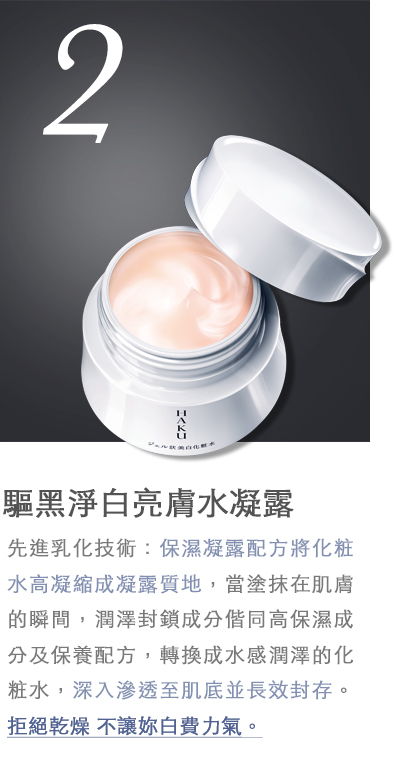 2
HAKU
ジェル状美白化粧水
驅黑淨白亮膚水凝露
先進乳化技術：保濕凝露配方將化粧
水高凝縮成凝露質地，當塗抹在肌膚
的瞬間，潤澤封鎖成分偕同高保濕成
分及保養配方，轉換成水感潤澤的化
粧水，深入滲透至肌底並長效封存。
拒絕乾燥 不讓妳白費力氣。